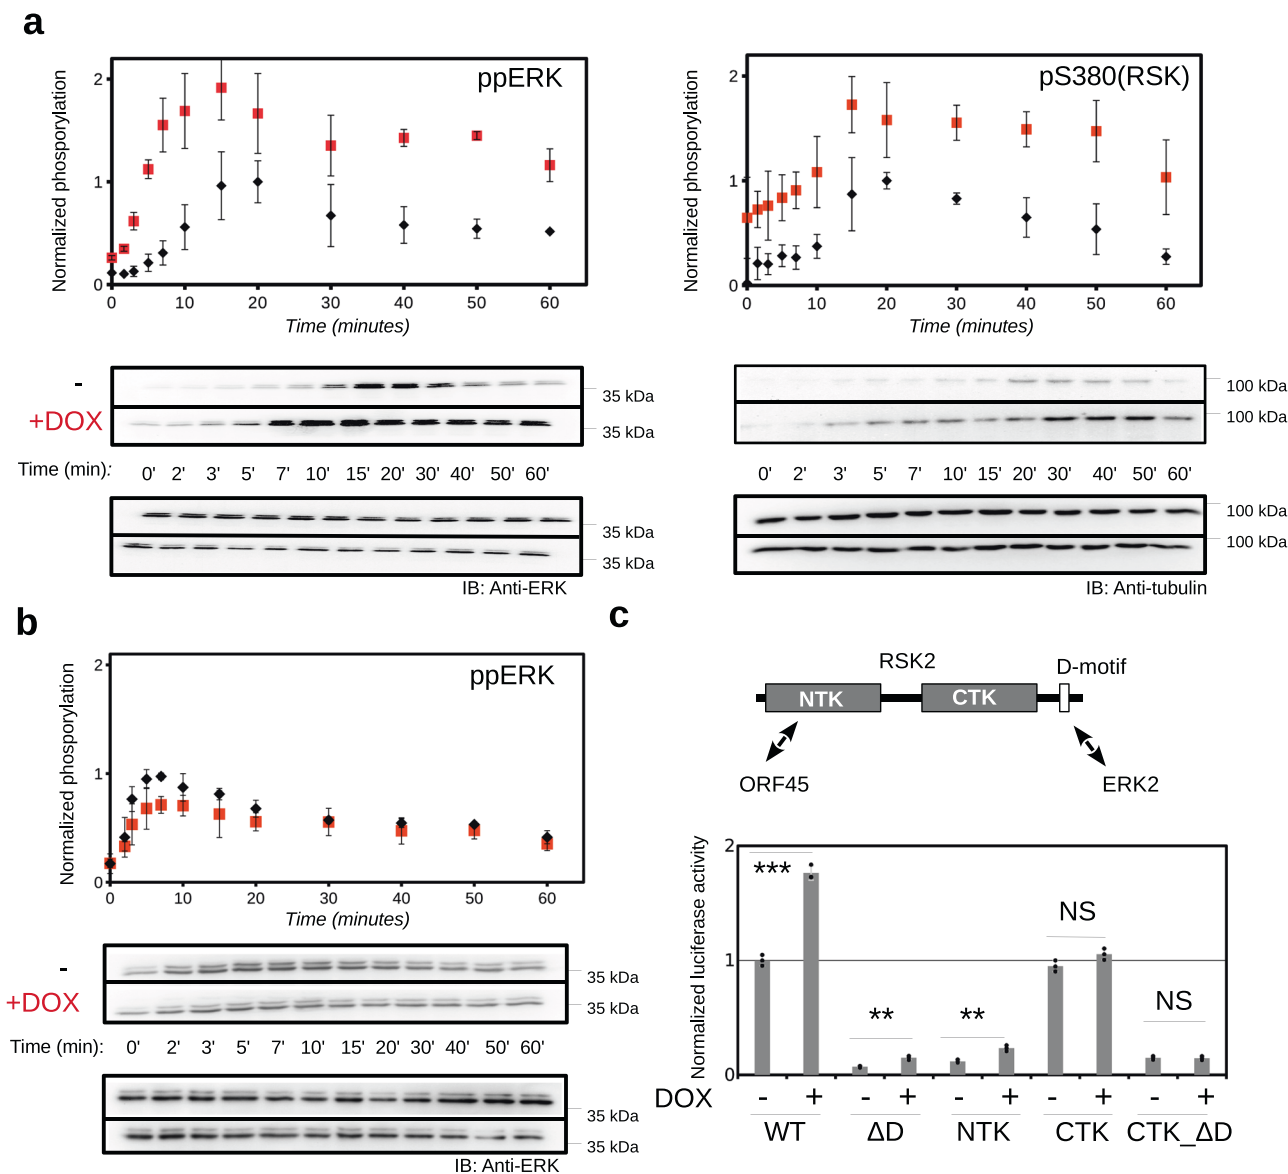 a
Normalized phosporylation
2
1
0
ppERK
0 10 20 30 40 50 60
Time (minutes)
Normalized phosporylation
2
1
0
pS380(RSK)
0 10 20 30 40 50 60
Time (minutes)
-
35 kDa
+DOX
35 kDa
100 kDa
100 kDa
Time (min): 0' 2' 3' 5' 7' 10' 15' 20' 30' 40' 50' 60'
0' 2' 3' 5' 7' 10' 15' 20' 30' 40' 50' 60'
35 kDa
35 kDa
IB: Anti-ERK
100 kDa
100 kDa
IB: Anti-tubulin
b
Normalized phosporylation
2
1
0
ppERK
0 10 20 30 40 50 60
Time (minutes)
-
35 kDa
+DOX
35 kDa
Time (min): 0' 2' 3' 5' 7' 10' 15' 20' 30' 40' 50' 60'
35 kDa
35 kDa
IB: Anti-ERK
c
RSK2
D-motif
NTK CTK
ORF45 ERK2
Normalized luciferase activity
2
1
0
***
**
**
NS
NS
DOX - + - + - + - + - +
WT ΔD NTK CTK CTK_ΔD